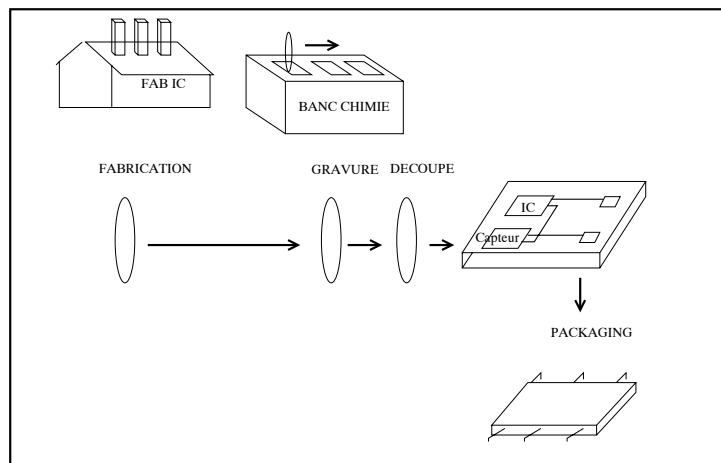 FAB IC
BANC CHIMIE
FABRICATION
GRAVURE
DECOUPE
IC
Capteur
PACKAGING